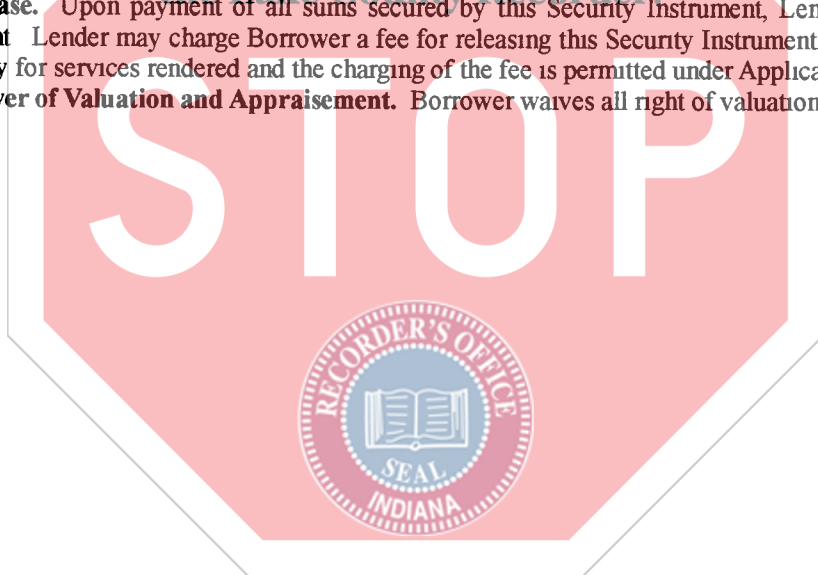 ase. Upon payment of all sums secured by this Security Instrument, Len
t Lender may charge Borrower a fee for releasing this Security Instrument
y for services rendered and the charging of the fee is permitted under Applica
er of Valuation and Appraisement. Borrower waives all right of valuation
STOP
RECORDER'S OFFICE
SEAL
INDIANA